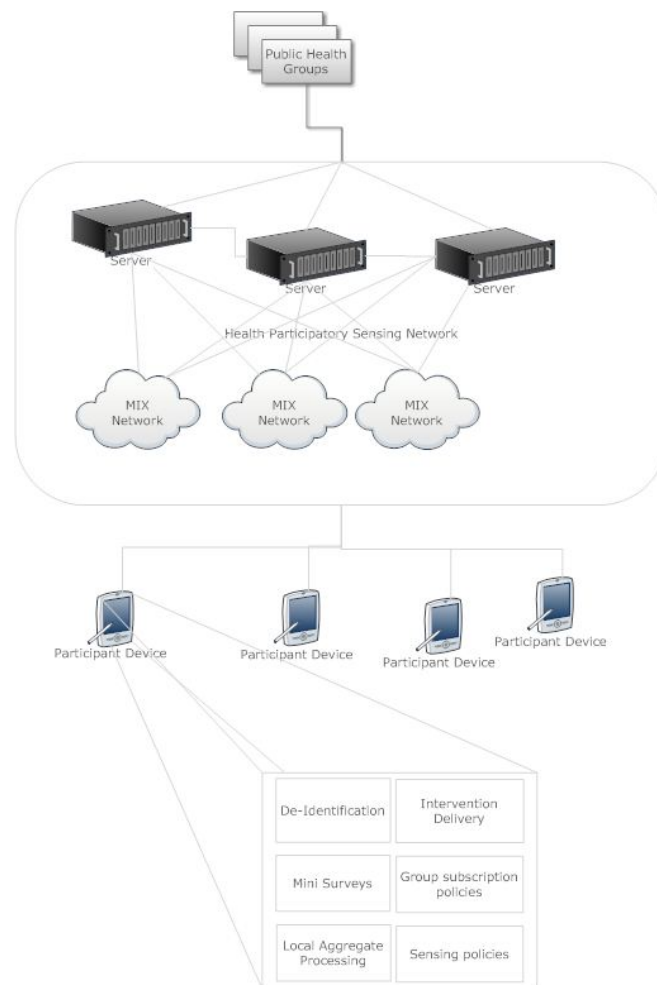 Public Health
Groups
Server
Server
Server
Health Participatory Sensing Network
MIX
Network
MIX
Network
MIX
Network
Participant Device
Participant Device
Participant Device
Participant Device
De-Identification
Intervention
Delivery
Mini Surveys
Group subscription
policies
Local Aggregate
Processing
Sensing policies